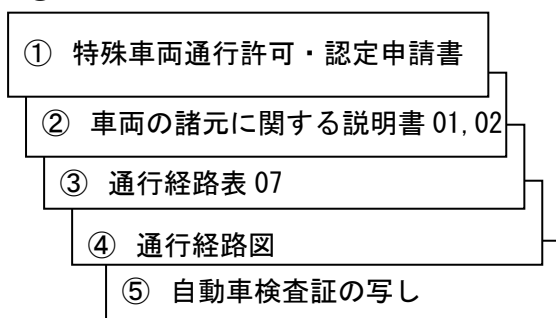 ① 特殊車両通行許可・認定申請書
② 車両の諸元に関する説明書 01,02
③ 通行経路表 07
④ 通行経路図
⑤ 自動車検査証の写し